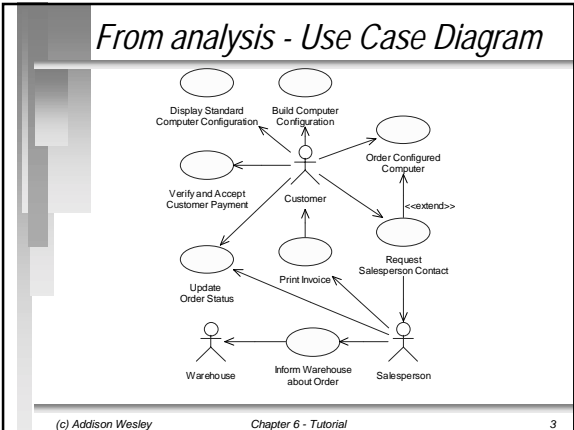 From analysis - Use Case Diagram
Display Standard
Computer Configuration
Build Computer
Configuration
Order Configured
Computer
Verify and Accept
Customer Payment
Customer
<<extend>>
Request
Salesperson Contact
Update
Order Status
Print Invoice
Warehouse
Inform Warehouse
about Order
Salesperson
(c) Addison Wesley
Chapter 6 - Tutorial
3